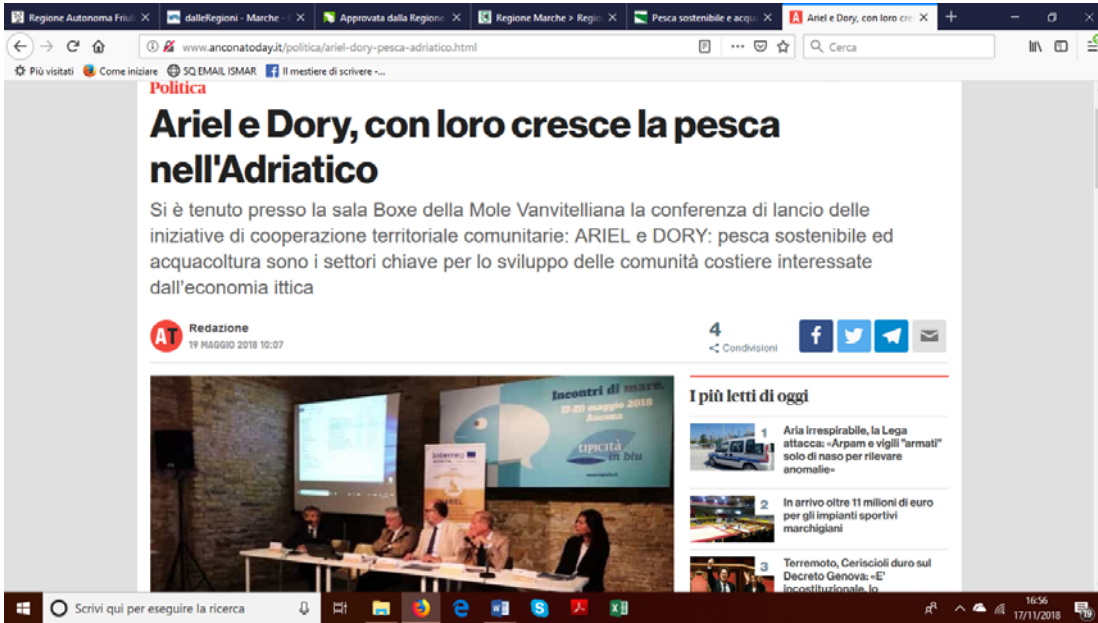 Regione Autonoma Friuli
dalleRegioni - Marche -
Approvata dalla Regione
Regione Marche > Regio
Pesca sostenibile e acqu
Ariel e Dory, con loro cre
www.anconatoday.it/politica/ariel-dory-pesca-adriatico.html
Cerca
Più visitati
Come iniziare
SQ EMAIL ISMAR
Il mestiere di scrivere -...
Politica
Ariel e Dory, con loro cresce la pesca
nell'Adriatico
Si è tenuto presso la sala Boxe della Mole Vanvitelliana la conferenza di lancio delle
iniziative di cooperazione territoriale comunitarie: ARIEL e DORY: pesca sostenibile ed
acquacoltura sono i settori chiave per lo sviluppo delle comunità costiere interessate
dall'economia ittica
AT
Redazione
19 MAGGIO 2018 10:07
4
Condivisioni
Incontri di mare.
17-20 maggio 2018
Ancona
TIPICITÀ
in blu
Interreg
ARIEL
I più letti di oggi
1
Aria irrespirabile, la Lega
attacca: «Arpam e vigili "armati"
solo di naso per rilevare
anomalie»
2
In arrivo oltre 11 milioni di euro
per gli impianti sportivi
marchigiani
3
Terremoto, Ceriscioli duro sul
Decreto Genova: «E'
incostituzionale, lo
Scrivi qui per eseguire la ricerca
16:56
17/11/2018
19